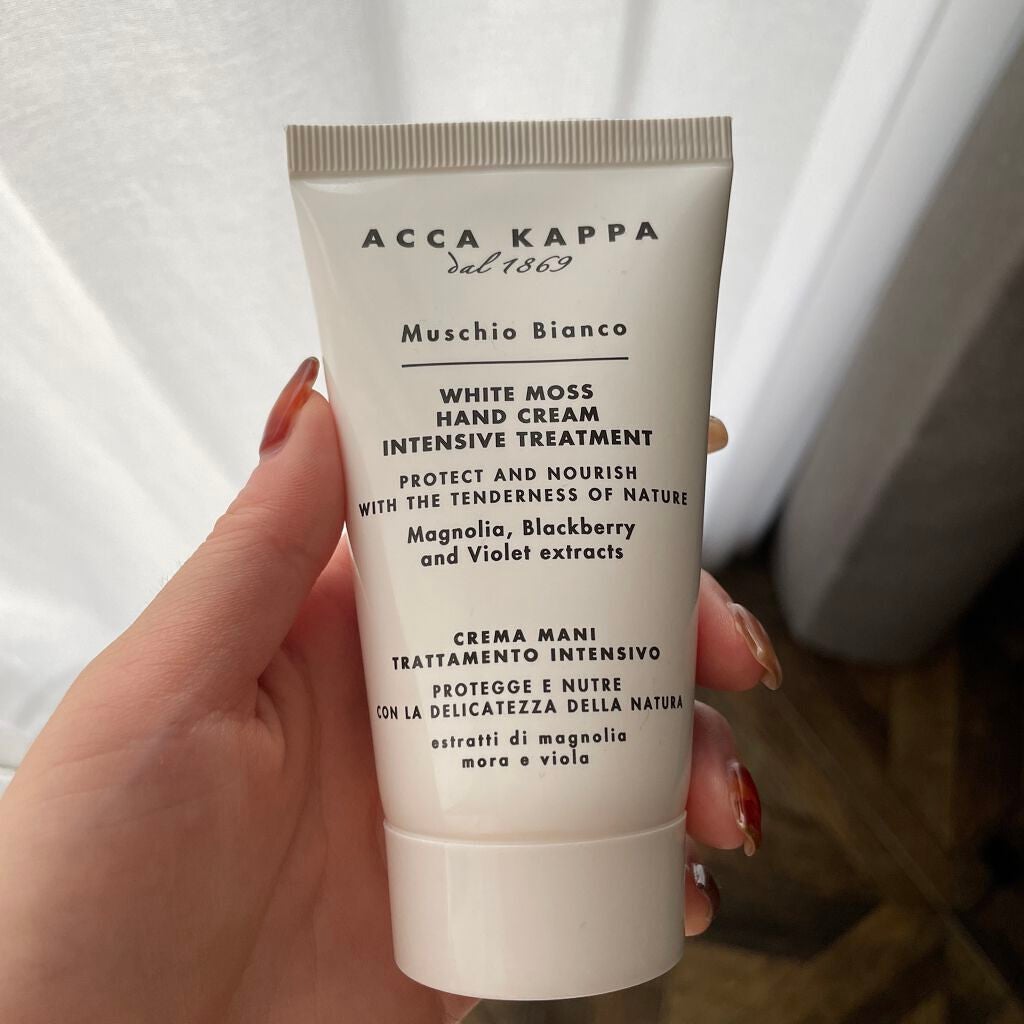 ACCA KAPPA
dal 1869
Muschio Bianco
WHITE MOSS
HAND CREAM
INTENSIVE TREATMENT
PROTECT AND NOURISH
WITH THE TENDERNESS OF NATURE
Magnolia, Blackberry
and Violet extracts
CREMA MANI
TRATTAMENTO INTENSIVO
PROTEGGE E NUTRE
CON LA DELICATEZZA DELLA NATURA
estratti di magnolia
mora e viola